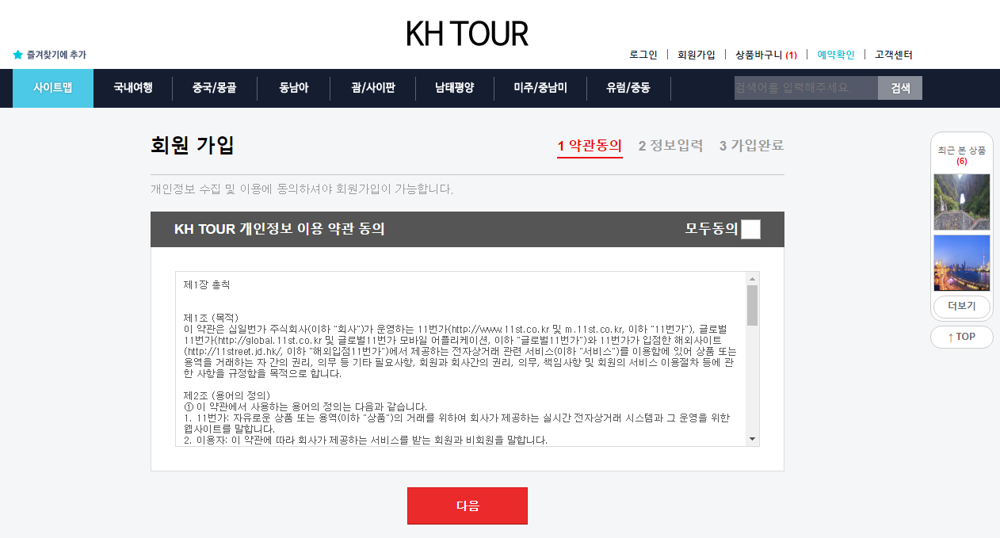 KH TOUR
즐겨찾기에 추가
로그인 | 회원가입 | 상품바구니 (1) | 예약확인 | 고객센터
사이트맵 국내여행 중국/몽골 동남아 괌/사이판 남태평양 미주/중남미 유럼/중동 검색어를 입력해주세요. 검색
회원 가입
1 약관동의 2 정보입력 3 가입완료
개인정보 수집 및 이용에 동의하셔야 회원가입이 가능합니다.
KH TOUR 개인정보 이용 약관 동의 모두동의
제1장 총칙
제1조 (목적)
이 약관은 십일번가 주식회사(이하 "회사")가 운영하는 11번가(http://www.11st.co.kr 및 m.11st.co.kr, 이하 "11번가"), 글로벌
11번가(http://global.11st.co.kr 및 글로벌11번가 모바일 어플리케이션, 이하 "글로벌11번가")와 11번가가 입점한 해외사이트
(http://11street.jd.hk/, 이하 "해외입점11번가")에서 제공하는 전자상거래 관련 서비스(이하 "서비스")를 이용함에 있어 상품 또는
용역을 거래하는 자 간의 권리, 의무 등 기타 필요사항, 회원과 회사간의 권리, 의무, 책임사항 및 회원의 서비스 이용절차 등에 관
한 사항을 규정함을 목적으로 합니다.
제2조 (용어의 정의)
① 이 약관에서 사용하는 용어의 정의는 다음과 같습니다.
1. 11번가: 자유로운 상품 또는 용역(이하 "상품")의 거래를 위하여 회사가 제공하는 실시간 전자상거래 시스템과 그 운영을 위한
웹사이트를 말합니다.
2. 이용자: 이 약관에 따라 회사가 제공하는 서비스를 받는 회원과 비회원을 말합니다.
다음
최근 본 상품
(6)
더보기
↑ TOP